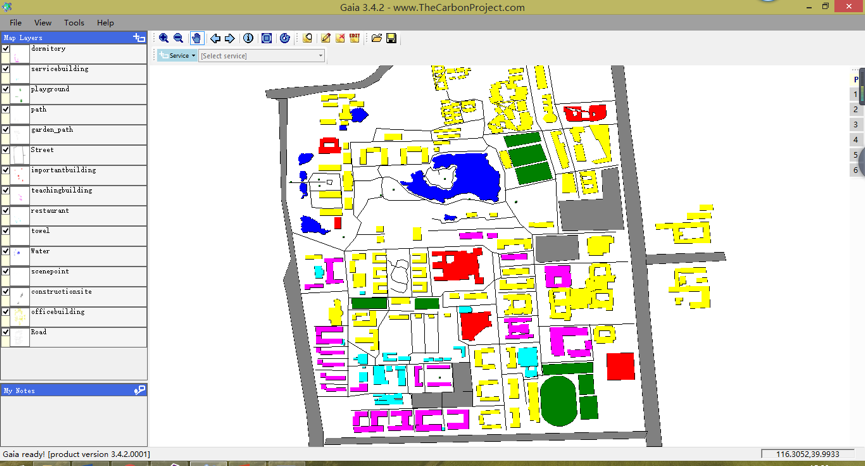 Gaia 3.4.2 - www.TheCarbonProject.com
File View Tools Help
Map Layers
dormitory
servicebuilding
playground
path
garden_path
Street
importantbuilding
teachingbuilding
restaurant
towel
Water
scenepoint
constructionsite
officebuilding
Road
My Notes
EDIT
Service
[Select service]
P
1
2
3
4
5
6
Gaia ready! [product version 3.4.2.0001]
116.3052,39.9933